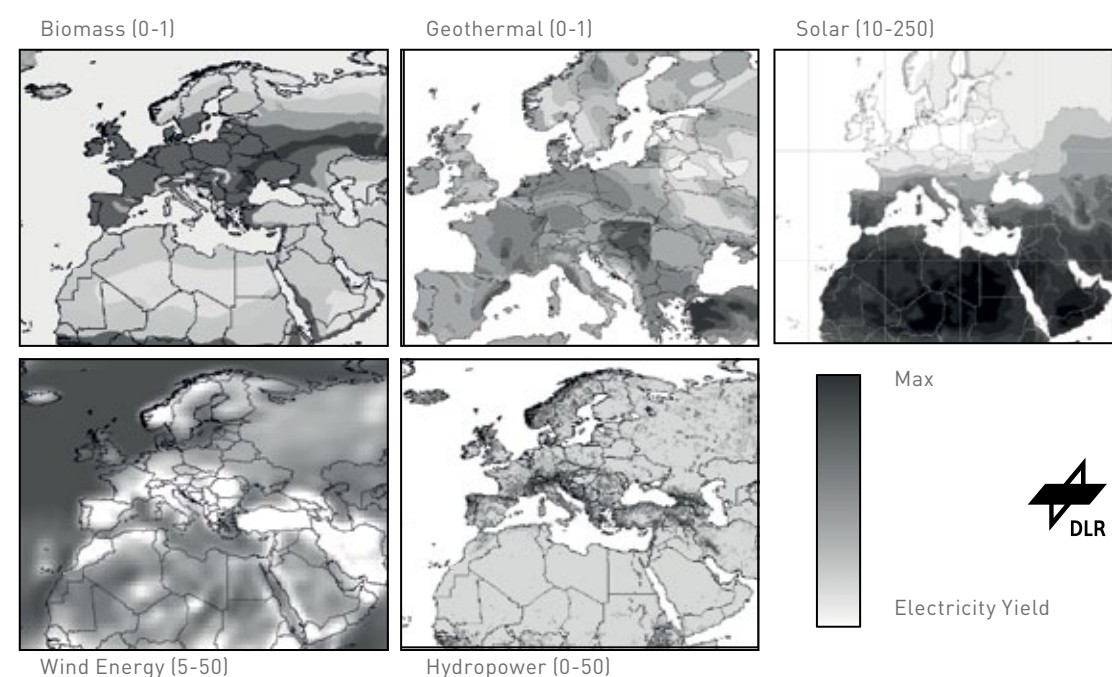 Biomass (0-1)
Geothermal (0-1)
Solar (10-250)
Max
Electricity Yield
DLR
Wind Energy (5-50)
Hydropower (0-50)